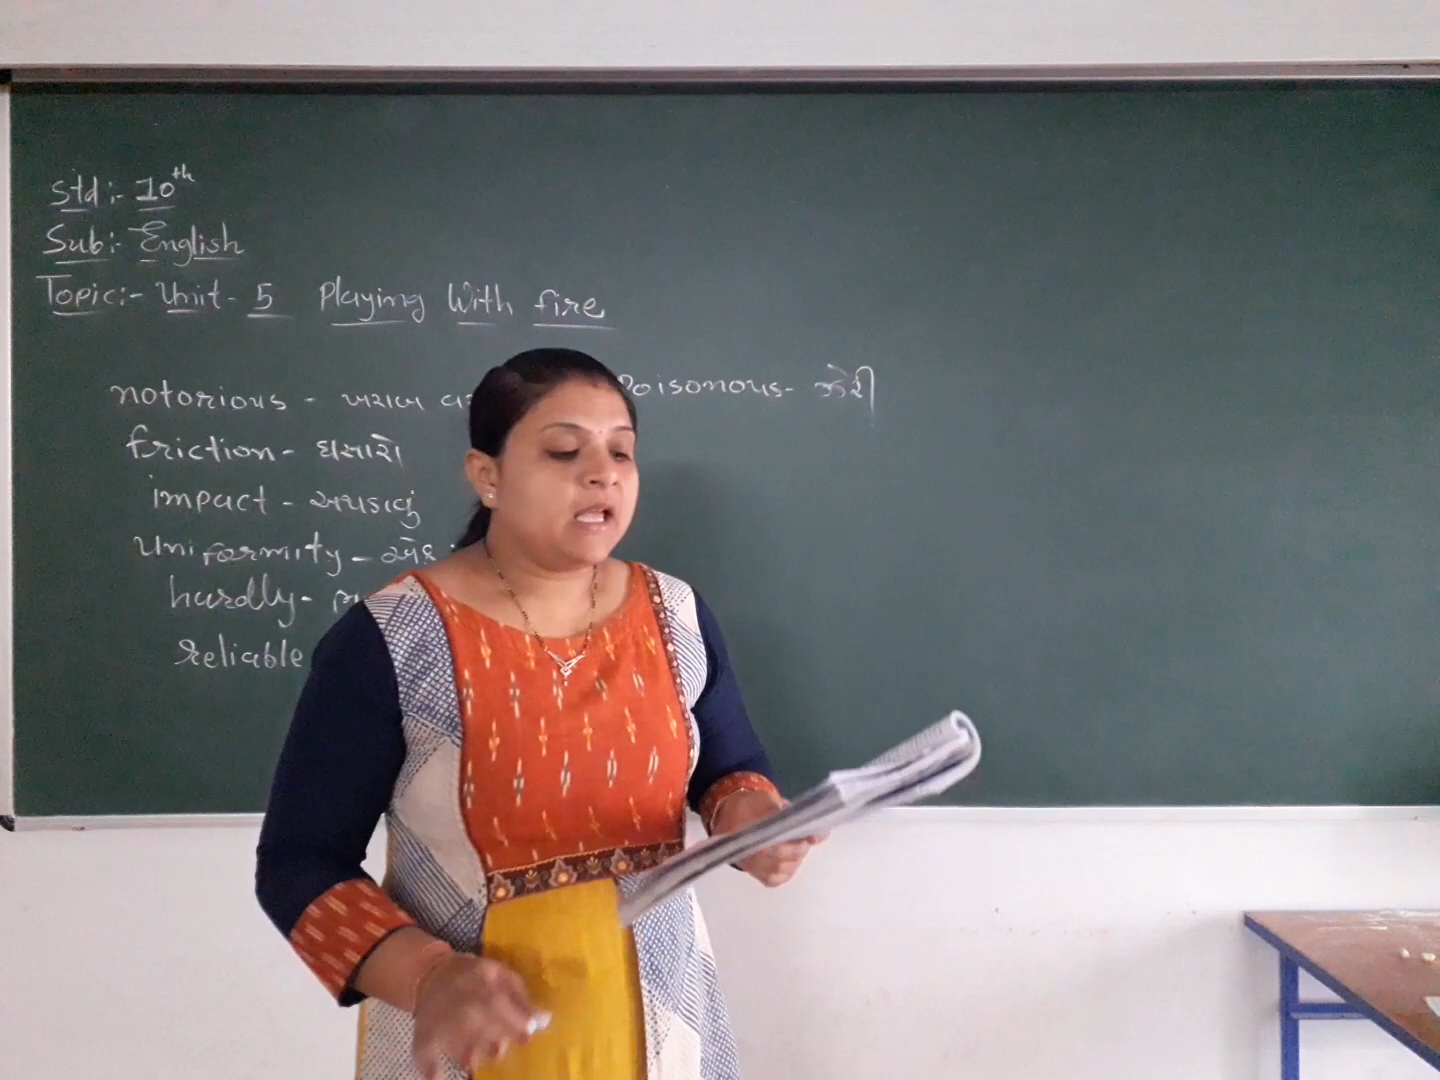 Std :- 10th
Sub :- English
Topic :- Unit - 5 Playing With fire
notorious - ખરાબ Poisonous - ઝેરી
friction - ઘસારો
impact - અથડાવું
Uniformity -
hardly -
reliable